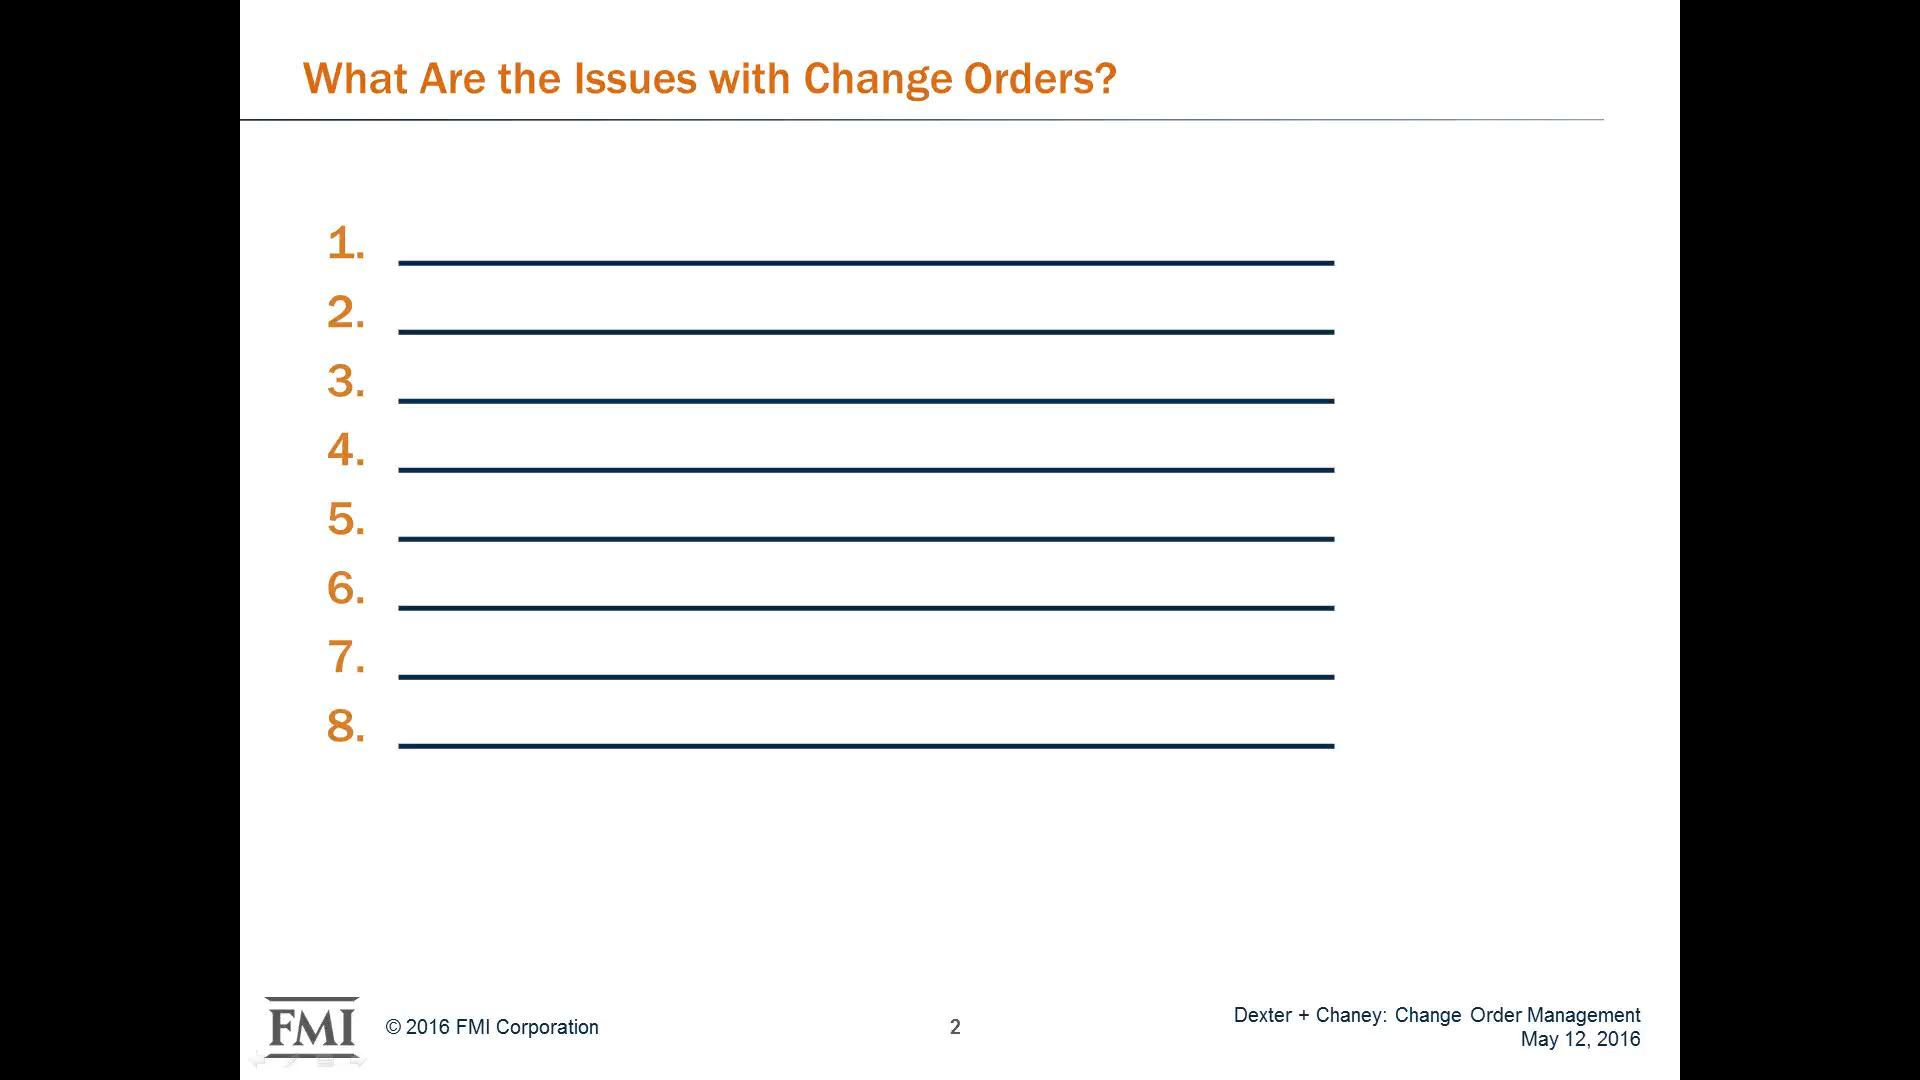 What Are the Issues with Change Orders?
1.
2.
3.
4.
5.
6.
7.
8.
FMI
© 2016 FMI Corporation
2
Dexter + Chaney: Change Order Management
May 12, 2016